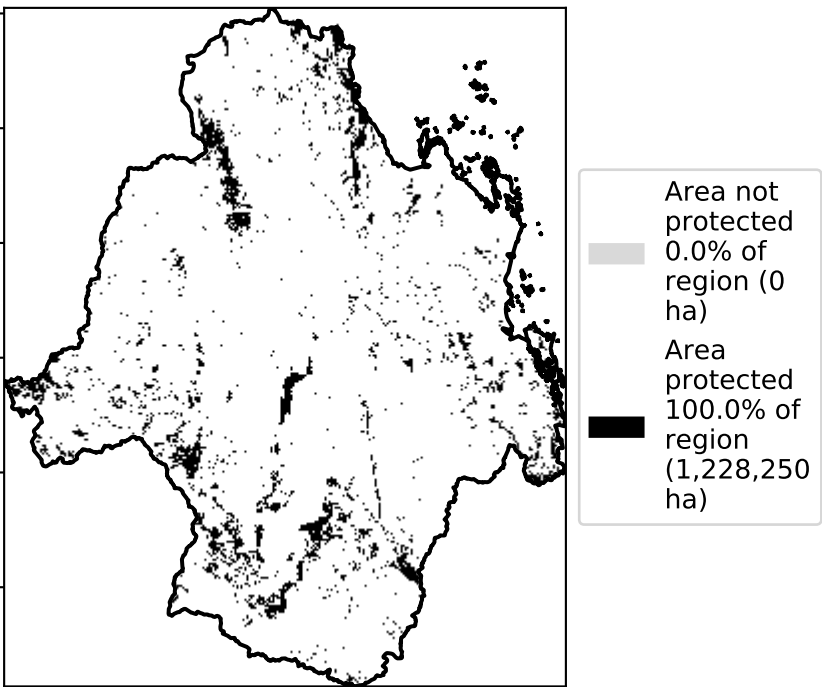 Area not
protected
0.0% of
region (0
ha)
Area
protected
100.0% of
region
(1,228,250
ha)